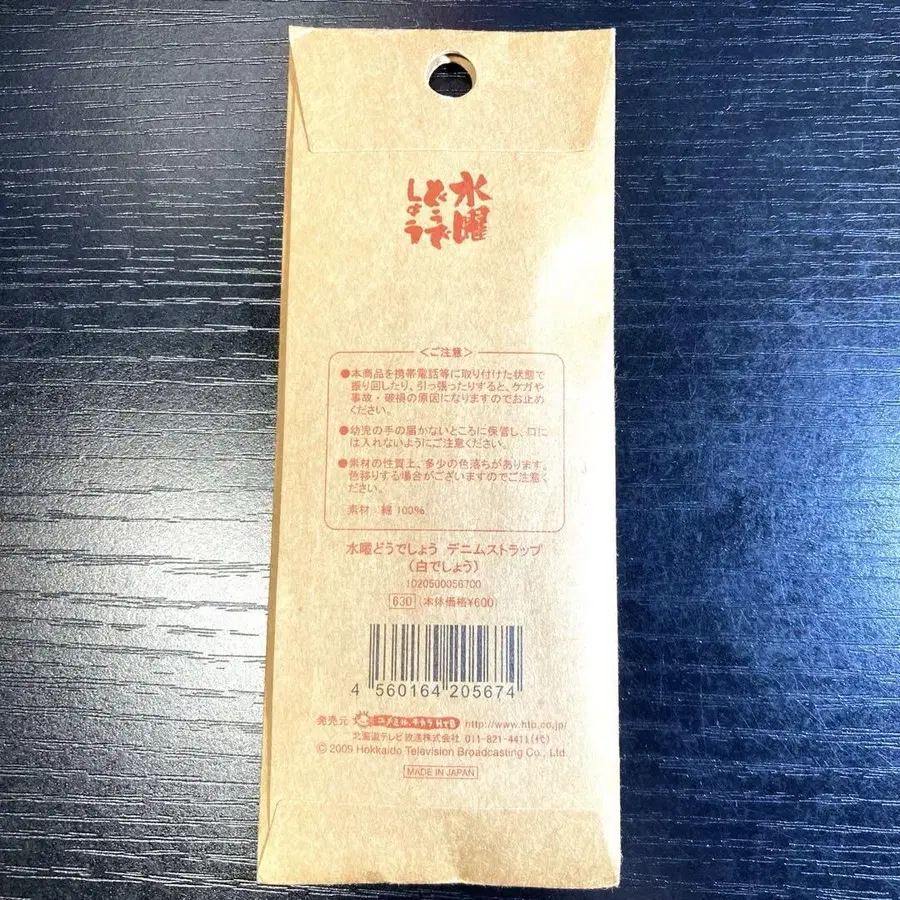 水曜
どうで
しょう
<ご注意>
●本商品を携帯電話等に取り付けた状態で
振り回したり、引っ張ったりすると、ケガや
事故・破損の原因になりますのでお止め
ください。
●幼児の手の届かないところに保管し、口に
は入れないようにご注意ください。
●素材の性質上、多少の色落ちがあります。
色移りする場合がございますのでご注意く
ださい。
素材 綿 100%
水曜どうでしょう デニムストラップ
(白でしょう)
1020500056700
630 (本体価格¥600)
4 560164 205674
発売元 ユメミル、チカラ HTB http://www.htb.co.jp/
北海道テレビ放送株式会社 011-821-4411(代)
© 2009 Hokkaido Television Broadcasting Co., Ltd.
MADE IN JAPAN